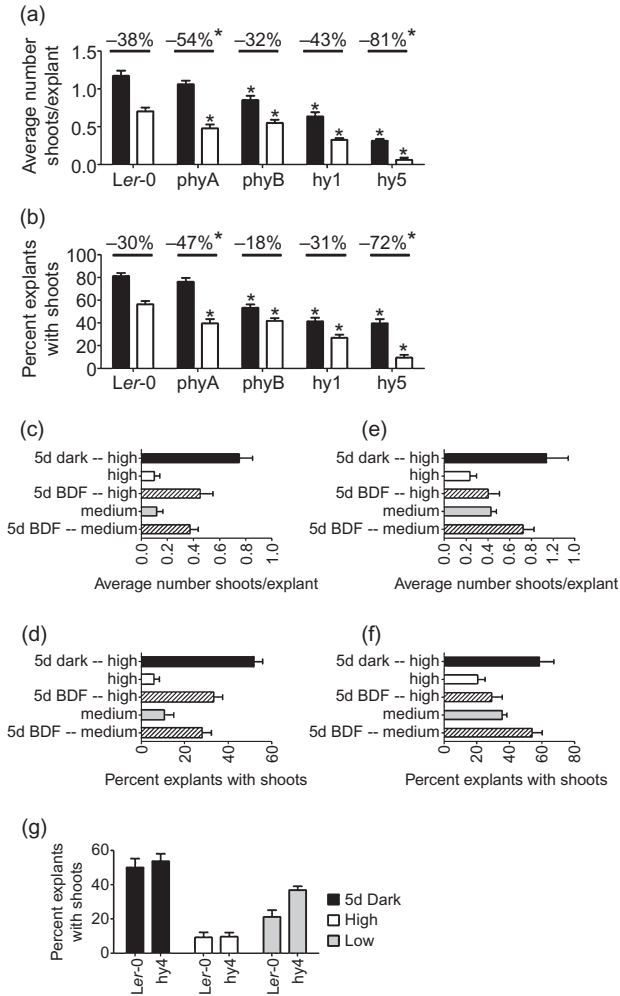 (a)
–38% –54%* –32% –43% –81%*
Average number
shoots/explant
1.5
1.0
0.5
0.0
* * * * * * *
Ler-0 phyA phyB hy1 hy5
(b)
–30% –47%* –18% –31% –72%*
Percent explants
with shoots
100
80
60
40
20
0
* * * * * * *
Ler-0 phyA phyB hy1 hy5
(c)
5d dark -- high
high
5d BDF -- high
medium
5d BDF -- medium
0.0 0.2 0.4 0.6 0.8 1.0
Average number shoots/explant
(e)
5d dark -- high
high
5d BDF -- high
medium
5d BDF -- medium
0.0 0.2 0.4 0.6 0.8 1.0 1.0
Average number shoots/explant
(d)
5d dark -- high
high
5d BDF -- high
medium
5d BDF -- medium
0 20 40 60
Percent explants with shoots
(f)
5d dark -- high
high
5d BDF -- high
medium
5d BDF -- medium
0 20 40 60 80
Percent explants with shoots
(g)
Percent explants
with shoots
60
40
20
0
Ler-0 hy4 Ler-0 hy4 Ler-0 hy4
5d Dark
High
Low